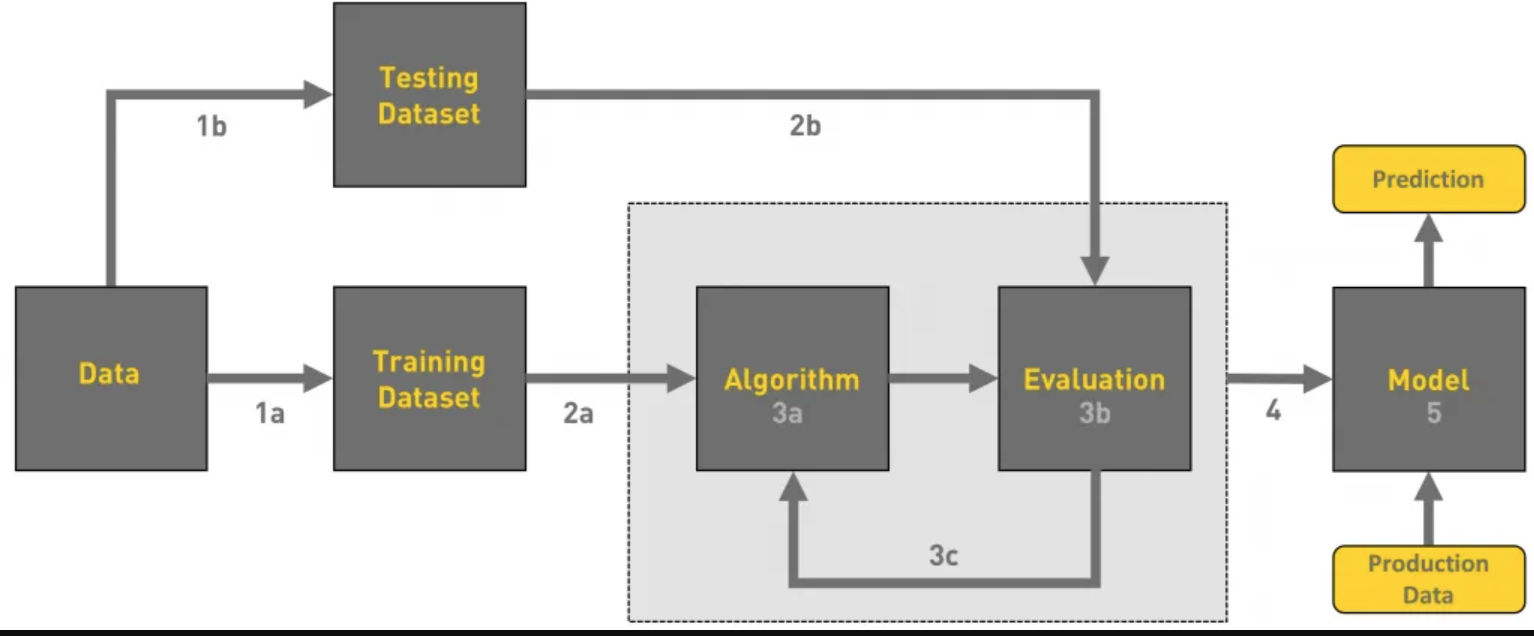 Testing
Dataset
1b
2b
Prediction
Data
1a
Training
Dataset
2a
Algorithm
3a
Evaluation
3b
3c
4
Model
5
Production
Data